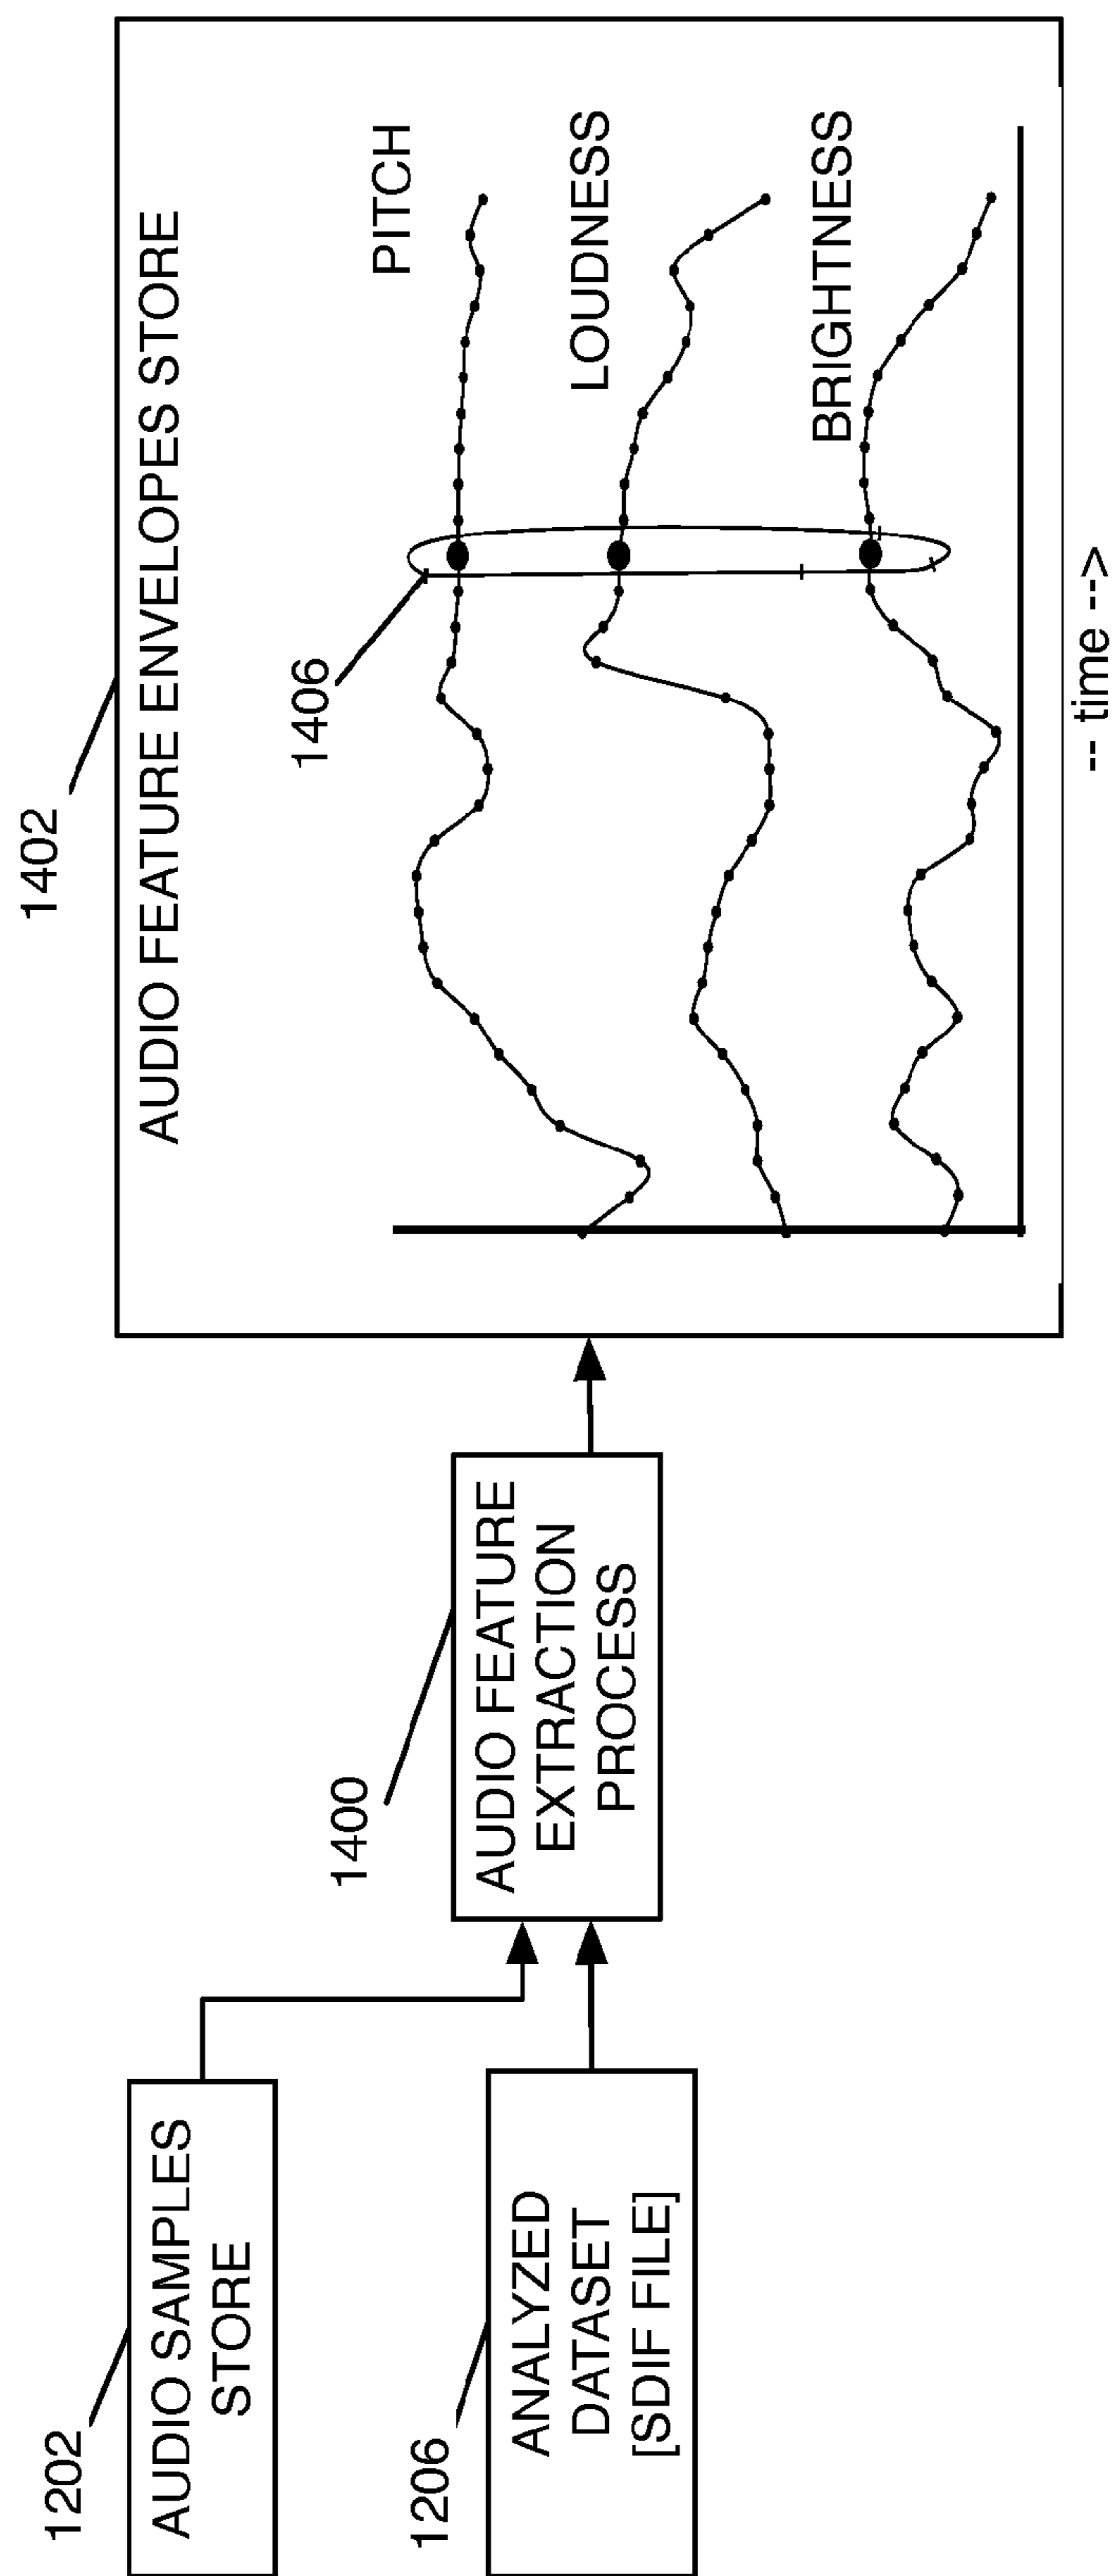 1202
AUDIO SAMPLES
STORE
1206
ANALYZED
DATASET
[SDIF FILE]
1400
AUDIO FEATURE
EXTRACTION
PROCESS
1402
AUDIO FEATURE ENVELOPES STORE
1406
PITCH
LOUDNESS
BRIGHTNESS
-- time -->